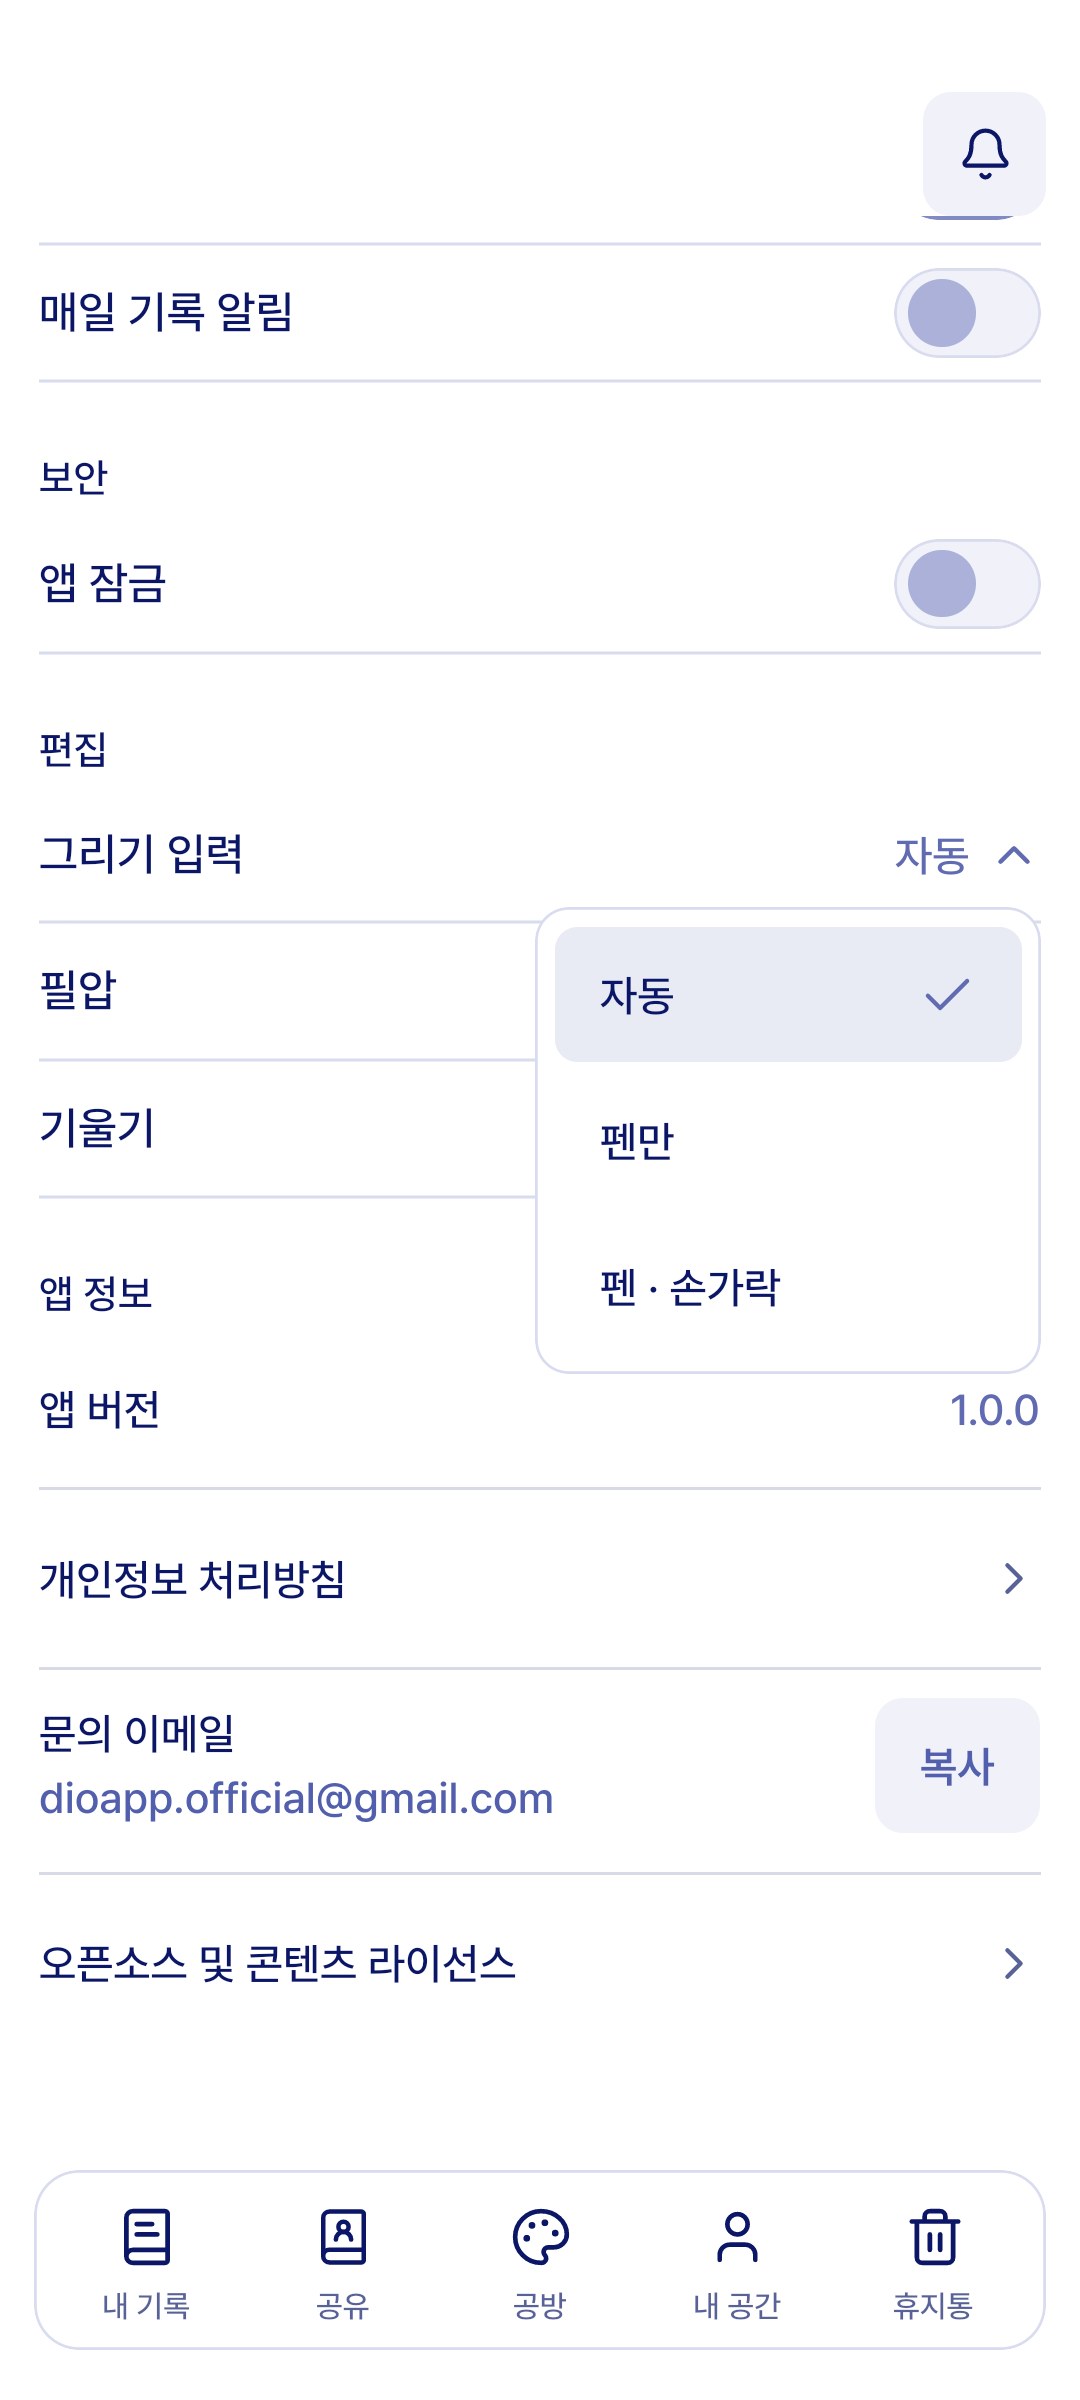 매일 기록 알림
보안
앱 잠금
편집
그리기 입력
자동
자동
필압
펜만
기울기
펜 · 손가락
앱 정보
앱 버전
1.0.0
개인정보 처리방침
문의 이메일
dioapp.official@gmail.com
복사
오픈소스 및 콘텐츠 라이선스
내 기록
공유
공방
내 공간
휴지통